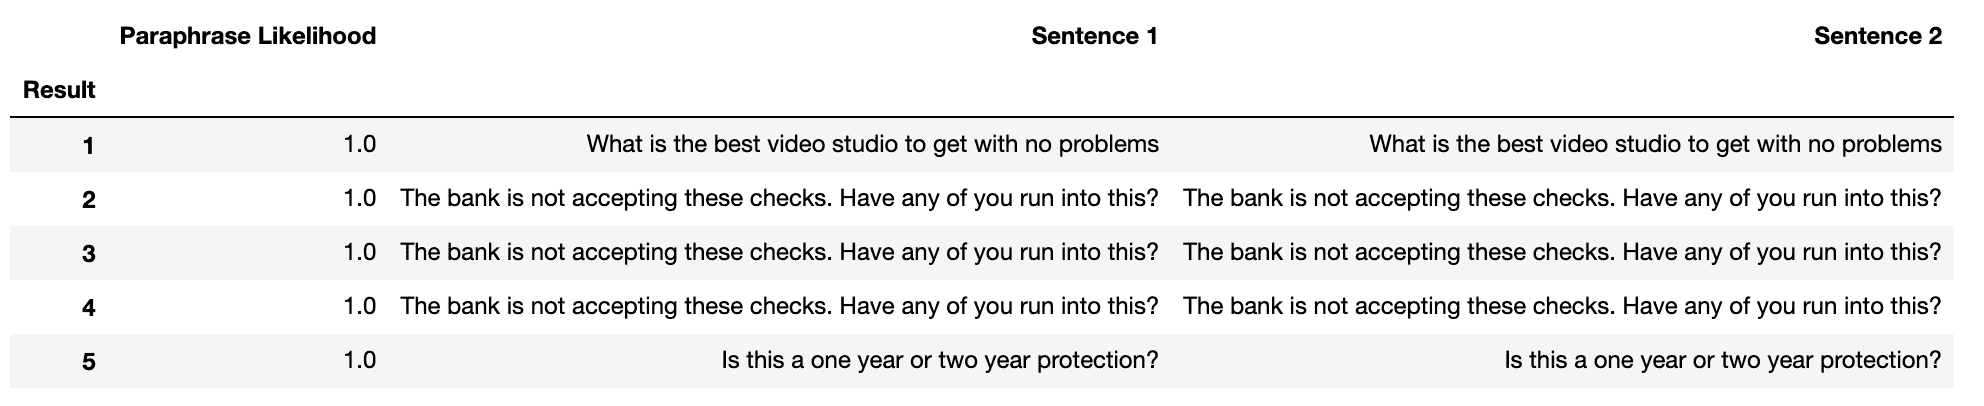 Paraphrase Likelihood Sentence 1 Sentence 2
Result
1 1.0 What is the best video studio to get with no problems What is the best video studio to get with no problems
2 1.0 The bank is not accepting these checks. Have any of you run into this? The bank is not accepting these checks. Have any of you run into this?
3 1.0 The bank is not accepting these checks. Have any of you run into this? The bank is not accepting these checks. Have any of you run into this?
4 1.0 The bank is not accepting these checks. Have any of you run into this? The bank is not accepting these checks. Have any of you run into this?
5 1.0 Is this a one year or two year protection? Is this a one year or two year protection?